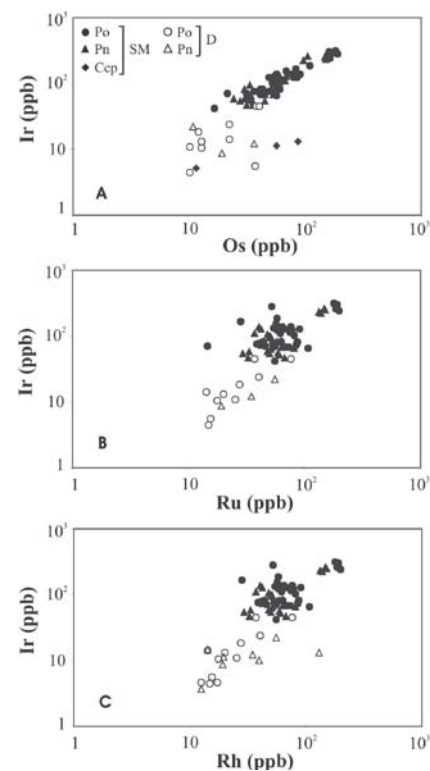 10³
● Po
○ Po
▲ Pn
SM
△ Pn
D
◆ Ccp
10²
10
1
Ir (ppb)
A
1
10
10²
10³
Os (ppb)
10³
10²
10
1
Ir (ppb)
B
1
10
10²
10³
Ru (ppb)
10³
10²
10
1
Ir (ppb)
C
1
10
10²
10³
Rh (ppb)